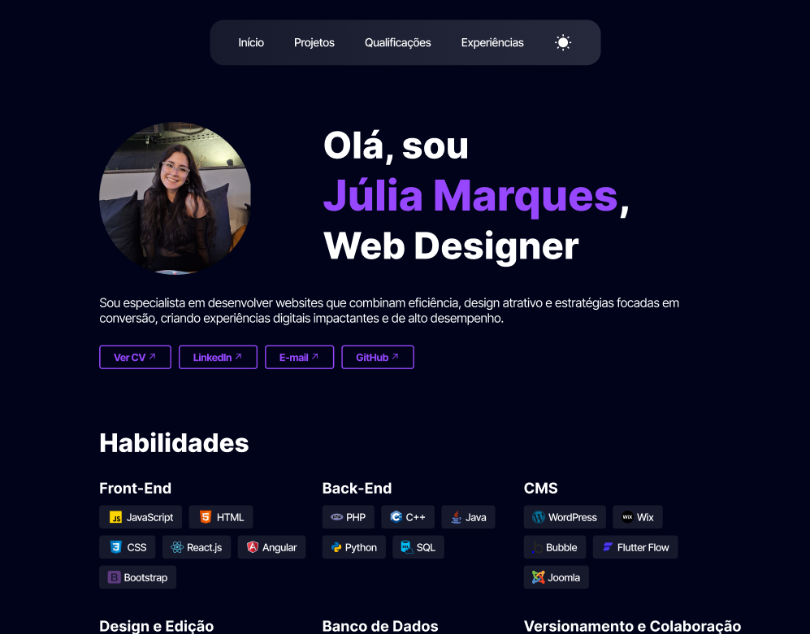 Início Projetos Qualificações Experiências
Olá, sou
Júlia Marques,
Web Designer
Sou especialista em desenvolver websites que combinam eficiência, design atrativo e estratégias focadas em
conversão, criando experiências digitais impactantes e de alto desempenho.
Ver CV ↗ LinkedIn ↗ E-mail ↗ GitHub ↗
Habilidades
Front-End
JavaScript HTML
CSS React.js Angular
Bootstrap
Back-End
PHP C++ Java
Python SQL
CMS
WordPress Wix
Bubble Flutter Flow
Joomla
Design e Edição
Banco de Dados
Versionamento e Colaboração